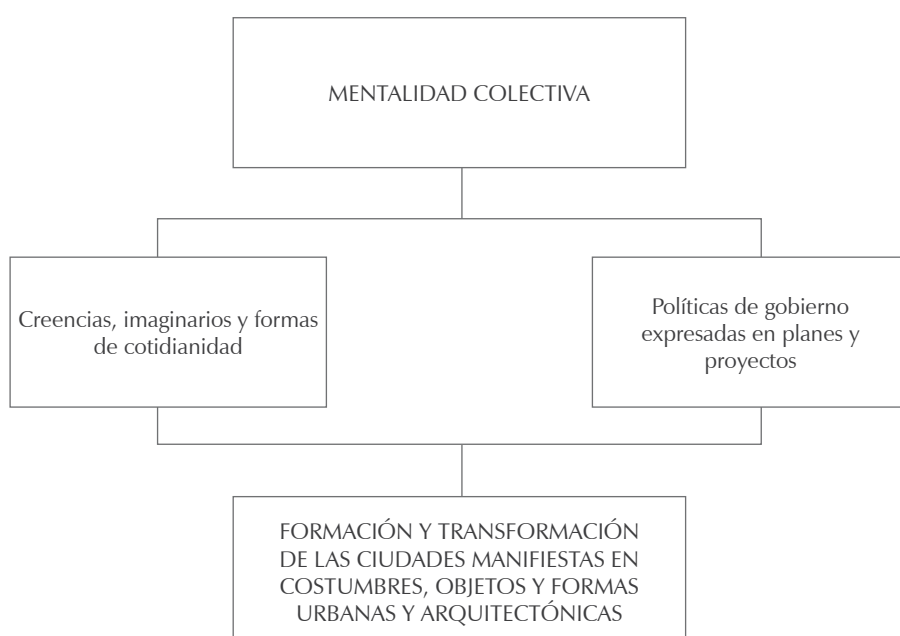 MENTALIDAD COLECTIVA
Creencias, imaginarios y formas
de cotidianidad
Políticas de gobierno
expresadas en planes y
proyectos
FORMACIÓN Y TRANSFORMACIÓN
DE LAS CIUDADES MANIFIESTAS EN
COSTUMBRES, OBJETOS Y FORMAS
URBANAS Y ARQUITECTÓNICAS